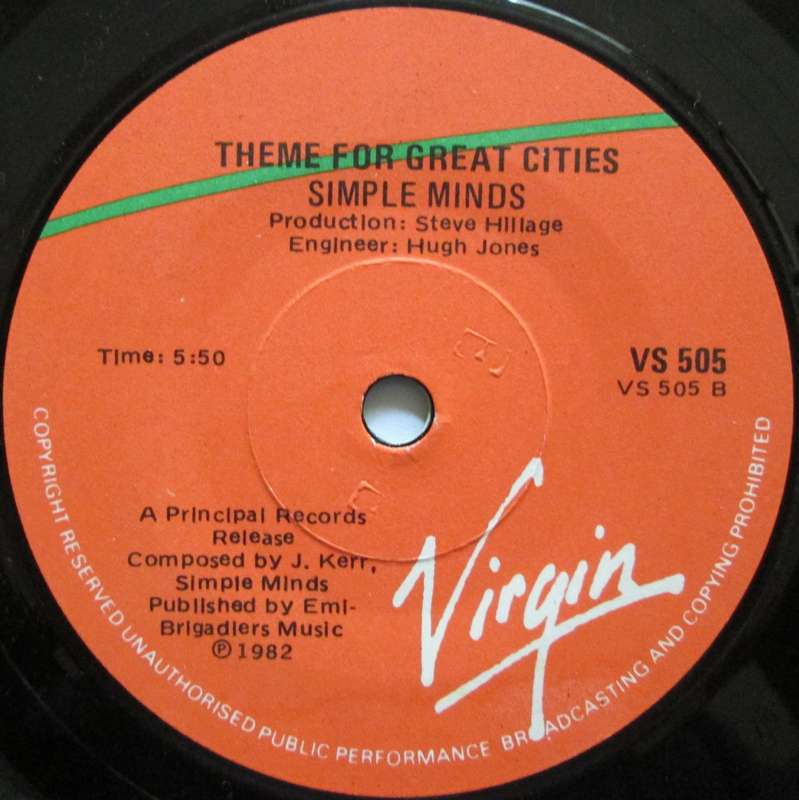 THEME FOR GREAT CITIES
SIMPLE MINDS
Production: Steve Hillage
Engineer: Hugh Jones
Time: 5:50
VS 505
VS 505 B
A Principal Records
Release
Composed by J. Kerr,
Simple Minds
Published by Emi-
Brigadiers Music
℗ 1982
Virgin
COPYRIGHT RESERVED UNAUTHORISED PUBLIC PERFORMANCE BROADCASTING AND COPYING PROHIBITED